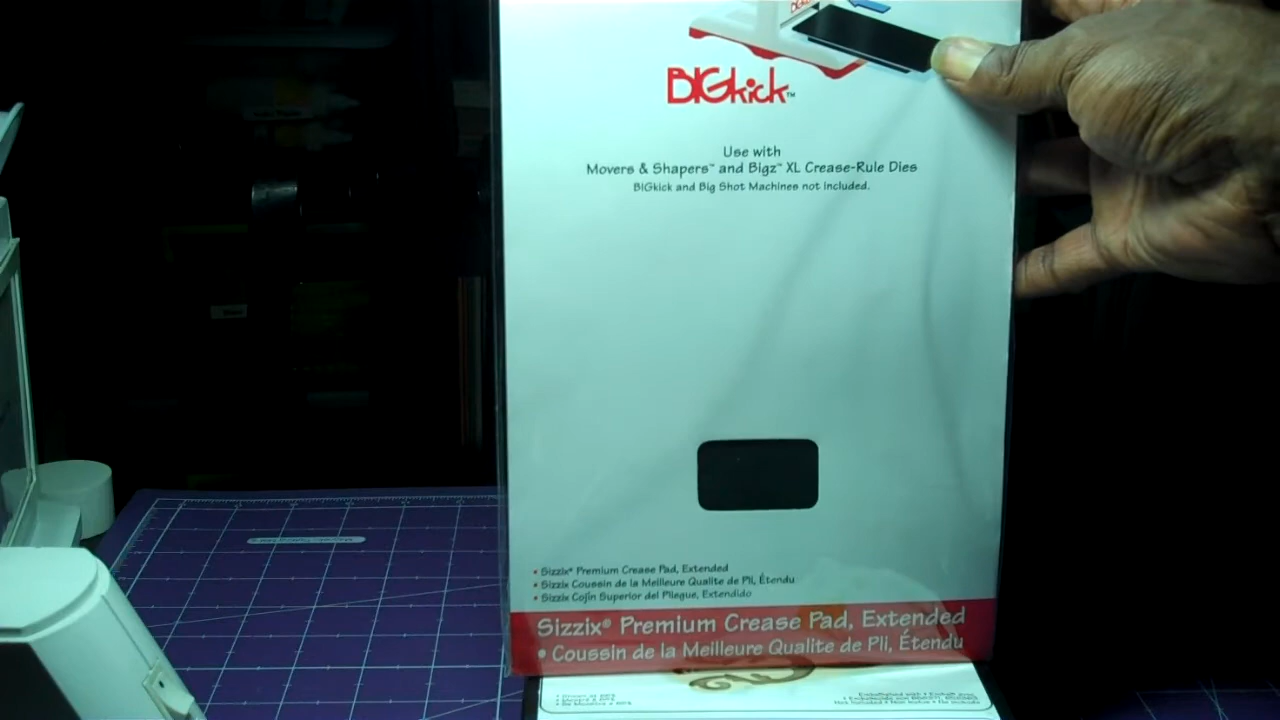 BIGkick™
Use with
Movers & Shapers™ and Bigz™ XL Crease-Rule Dies
BIGkick and Big Shot Machines not included.
• Sizzix® Premium Crease Pad, Extended
• Sizzix Coussin de la Meilleure Qualite de Pli, Étendu
• Sizzix Cojín Superior del Pliegue, Extendido
Sizzix® Premium Crease Pad, Extended
• Coussin de la Meilleure Qualite de Pli, Étendu